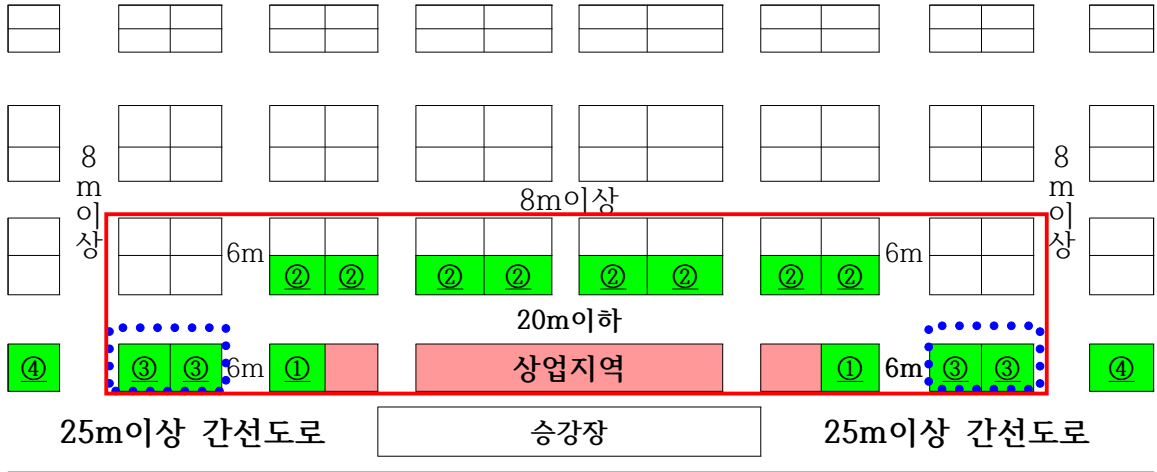 8m이상
8m이상
8m이상
6m
② ② ② ② ② ② ② ②
6m
20m이하
④ ③ ③ 6m ① 상업지역 ① 6m ③ ③ ④
25m이상 간선도로
승강장
25m이상 간선도로